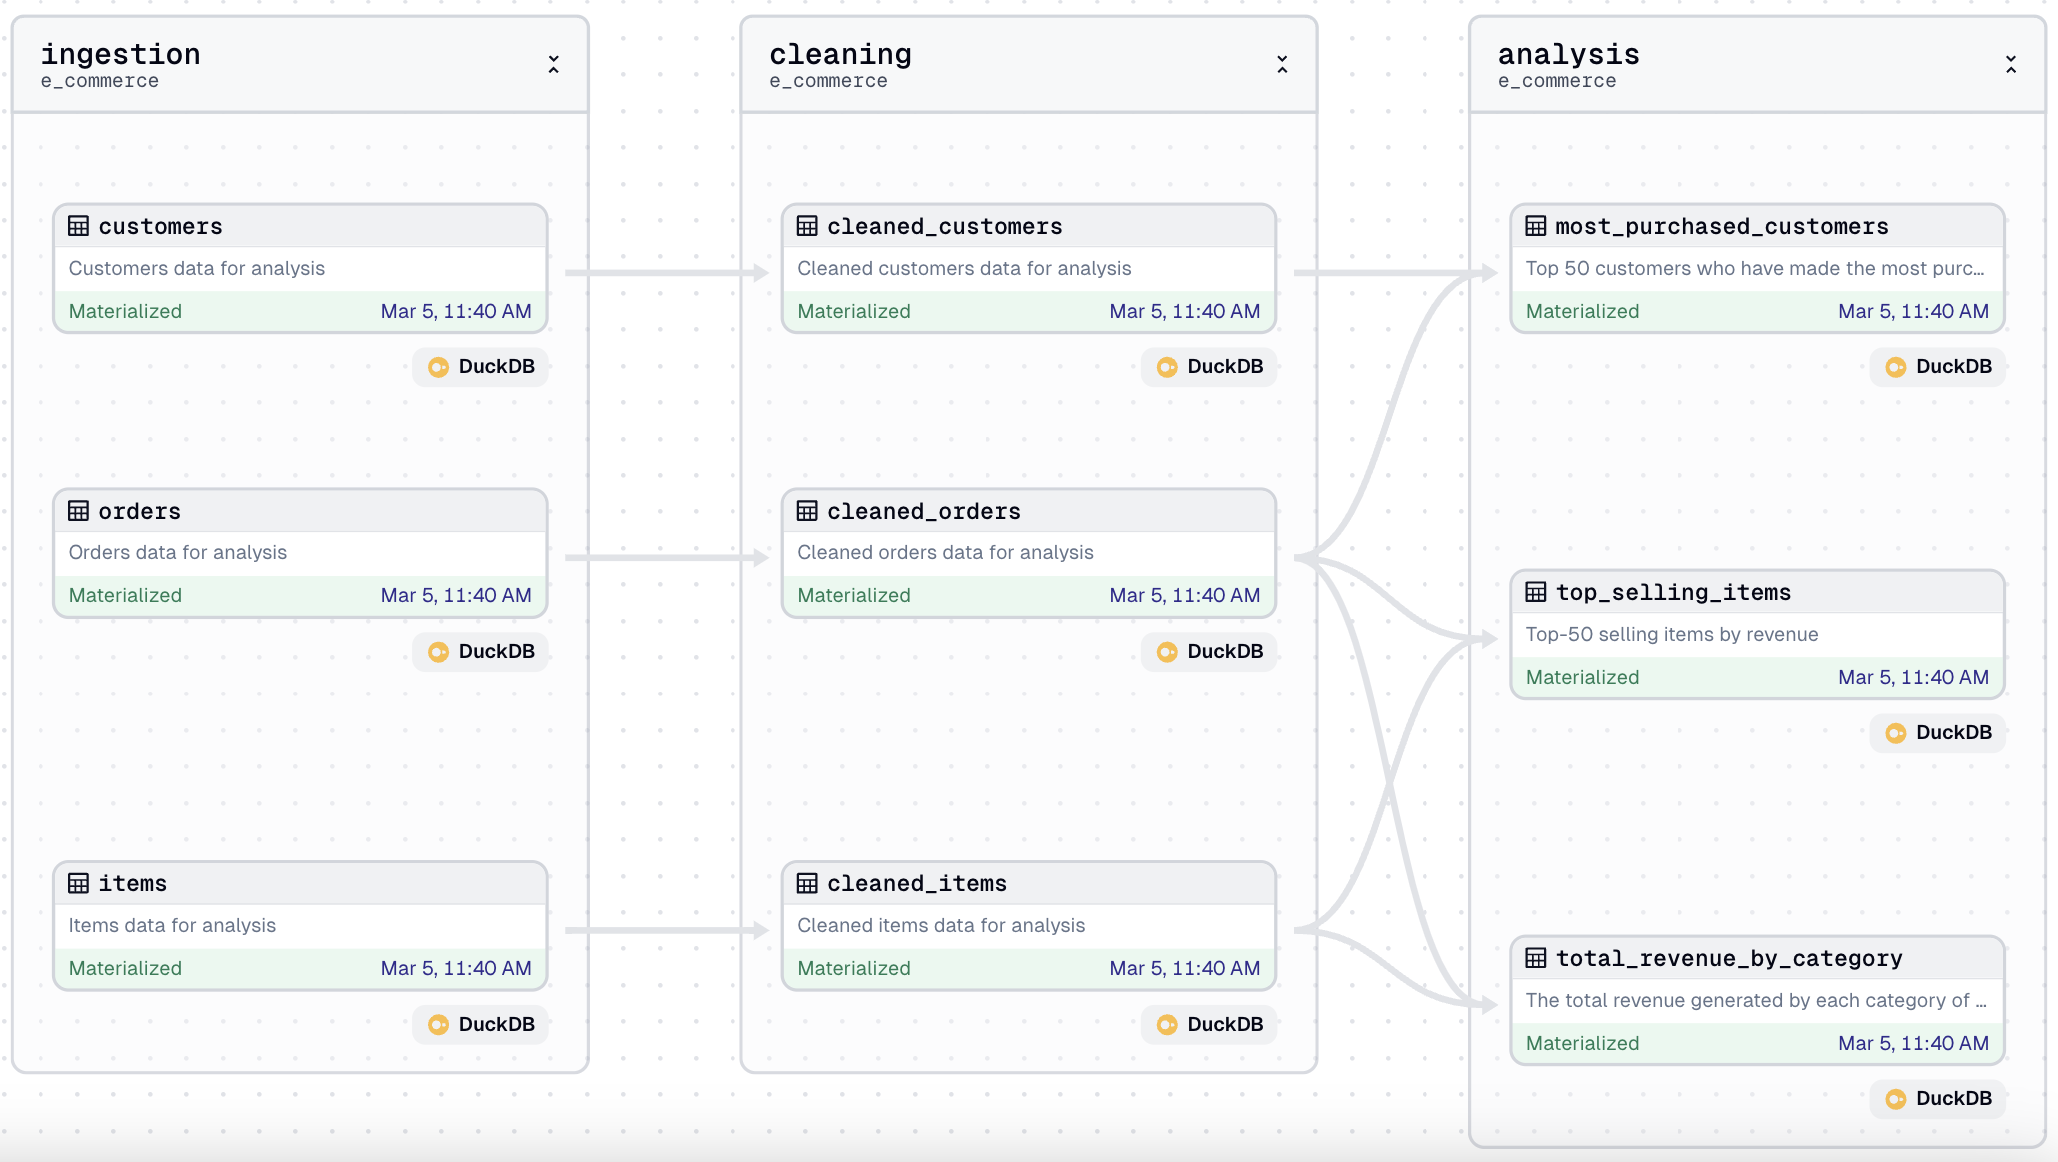 ingestion
e_commerce
customers
Customers data for analysis
Materialized Mar 5, 11:40 AM
DuckDB
orders
Orders data for analysis
Materialized Mar 5, 11:40 AM
DuckDB
items
Items data for analysis
Materialized Mar 5, 11:40 AM
DuckDB
cleaning
e_commerce
cleaned_customers
Cleaned customers data for analysis
Materialized Mar 5, 11:40 AM
DuckDB
cleaned_orders
Cleaned orders data for analysis
Materialized Mar 5, 11:40 AM
DuckDB
cleaned_items
Cleaned items data for analysis
Materialized Mar 5, 11:40 AM
DuckDB
analysis
e_commerce
most_purchased_customers
Top 50 customers who have made the most purc...
Materialized Mar 5, 11:40 AM
DuckDB
top_selling_items
Top-50 selling items by revenue
Materialized Mar 5, 11:40 AM
DuckDB
total_revenue_by_category
The total revenue generated by each category of ...
Materialized Mar 5, 11:40 AM
DuckDB